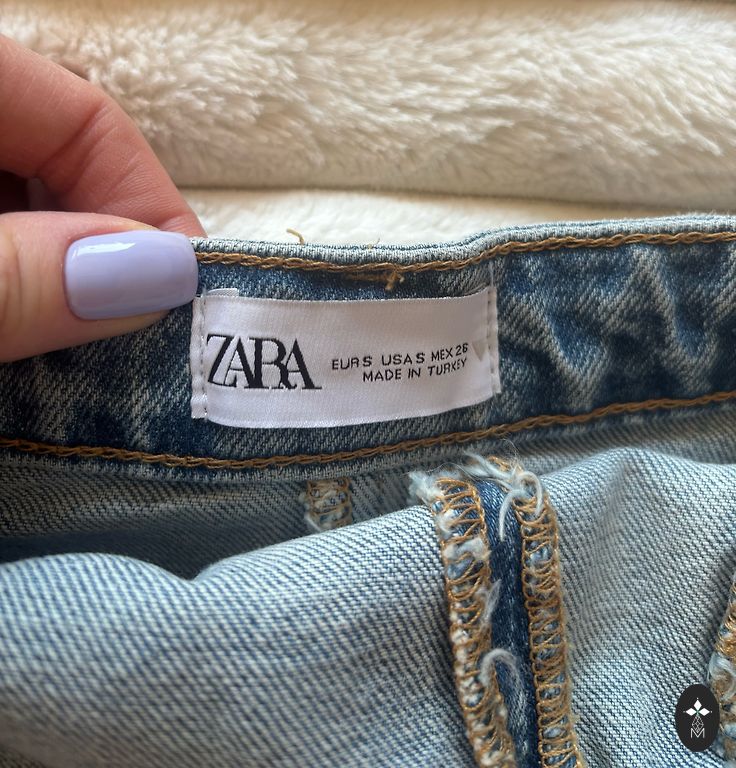 ZARA
EUR S USA S MEX 26
MADE IN TURKEY
M